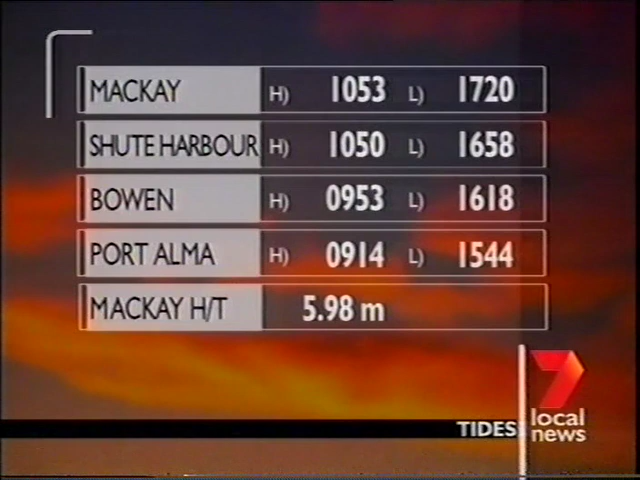 MACKAY H) 1053 L) 1720
SHUTE HARBOUR H) 1050 L) 1658
BOWEN H) 0953 L) 1618
PORT ALMA H) 0914 L) 1544
MACKAY H/T 5.98 m
TIDES
7
local
news